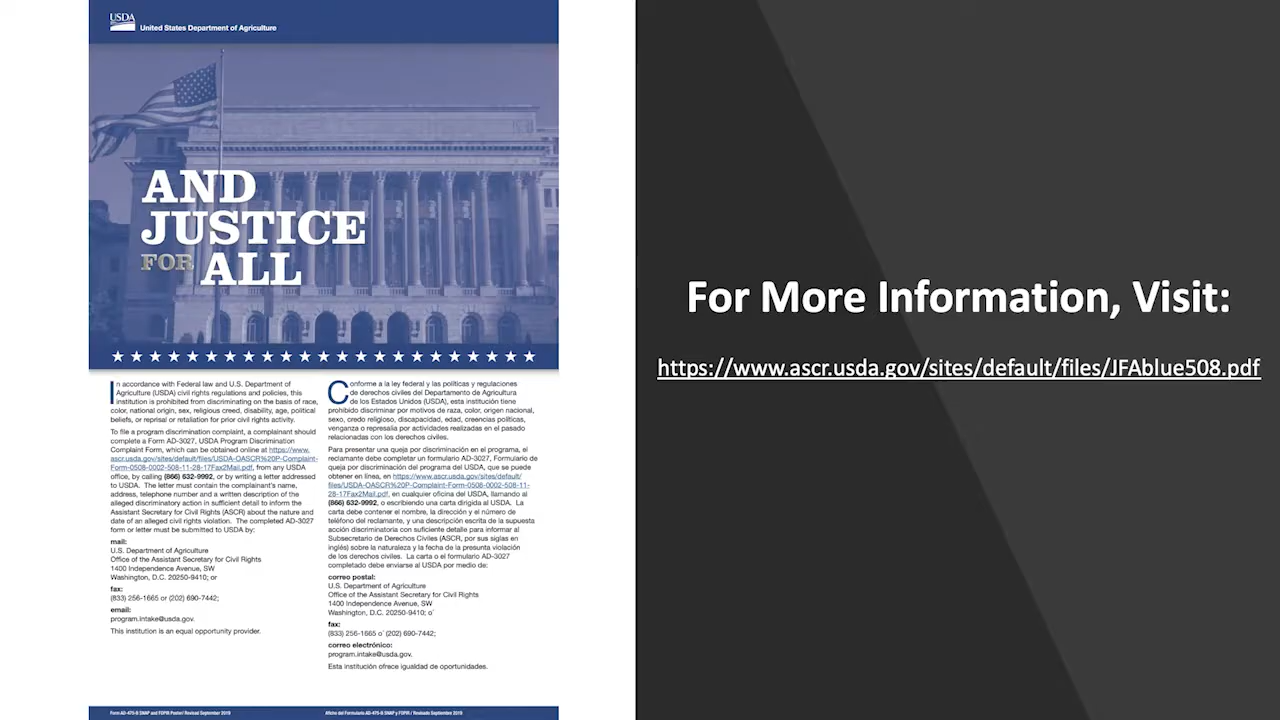 USDA
United States Department of Agriculture
AND
JUSTICE
FOR ALL
In accordance with Federal law and U.S. Department of
Agriculture (USDA) civil rights regulations and policies, this
institution is prohibited from discriminating on the basis of race,
color, national origin, sex, religious creed, disability, age, political
beliefs, or reprisal or retaliation for prior civil rights activity.
To file a program discrimination complaint, a complainant should
complete a Form AD-3027, USDA Program Discrimination
Complaint Form, which can be obtained online at https://www.
ascr.usda.gov/sites/default/files/USDA-OASCR%20P-Complaint-
Form-0508-0002-508-11-28-17Fax2Mail.pdf, from any USDA
office, by calling (866) 632-9992, or by writing a letter addressed
to USDA. The letter must contain the complainant's name,
address, telephone number and a written description of the
alleged discriminatory action in sufficient detail to inform the
Assistant Secretary for Civil Rights (ASCR) about the nature and
date of an alleged civil rights violation. The completed AD-3027
form or letter must be submitted to USDA by:
mail:
U.S. Department of Agriculture
Office of the Assistant Secretary for Civil Rights
1400 Independence Avenue, SW
Washington, D.C. 20250-9410; or
fax:
(833) 256-1665 or (202) 690-7442;
email:
program.intake@usda.gov.
This institution is an equal opportunity provider.
Conforme a la ley federal y las políticas y regulaciones
de derechos civiles del Departamento de Agricultura
de los Estados Unidos (USDA), esta institución tiene
prohibido discriminar por motivos de raza, color, origen nacional,
sexo, credo religioso, discapacidad, edad, creencias políticas,
venganza o represalia por actividades realizadas en el pasado
relacionadas con los derechos civiles.
Para presentar una queja por discriminación en el programa, el
reclamante debe completar un formulario AD-3027, Formulario de
queja por discriminación del programa del USDA, que se puede
obtener en línea, en https://www.ascr.usda.gov/sites/default/
files/USDA-OASCR%20P-Complaint-Form-0508-0002-508-11-
28-17Fax2Mail.pdf, en cualquier oficina del USDA, llamando al
(866) 632-9992, o escribiendo una carta dirigida al USDA. La
carta debe contener el nombre, la dirección y el número de
teléfono del reclamante, y una descripción escrita de la supuesta
acción discriminatoria con suficiente detalle para informar al
Subsecretario de Derechos Civiles (ASCR, por sus siglas en
inglés) sobre la naturaleza y la fecha de la presunta violación
de los derechos civiles. La carta o el formulario AD-3027
completado debe enviarse al USDA por medio de:
correo postal:
U.S. Department of Agriculture
Office of the Assistant Secretary for Civil Rights
1400 Independence Avenue, SW
Washington, D.C. 20250-9410; o´
fax:
(833) 256-1665 o´ (202) 690-7442;
correo electrónico:
program.intake@usda.gov.
Esta institución ofrece igualdad de oportunidades.
Form AD-475-B SNAP and FDPIR Poster/ Revised September 2019
Afiche del Formulario AD-475-B SNAP y FDPIR / Revisado Septiembre 2019
For More Information, Visit:
https://www.ascr.usda.gov/sites/default/files/JFAblue508.pdf